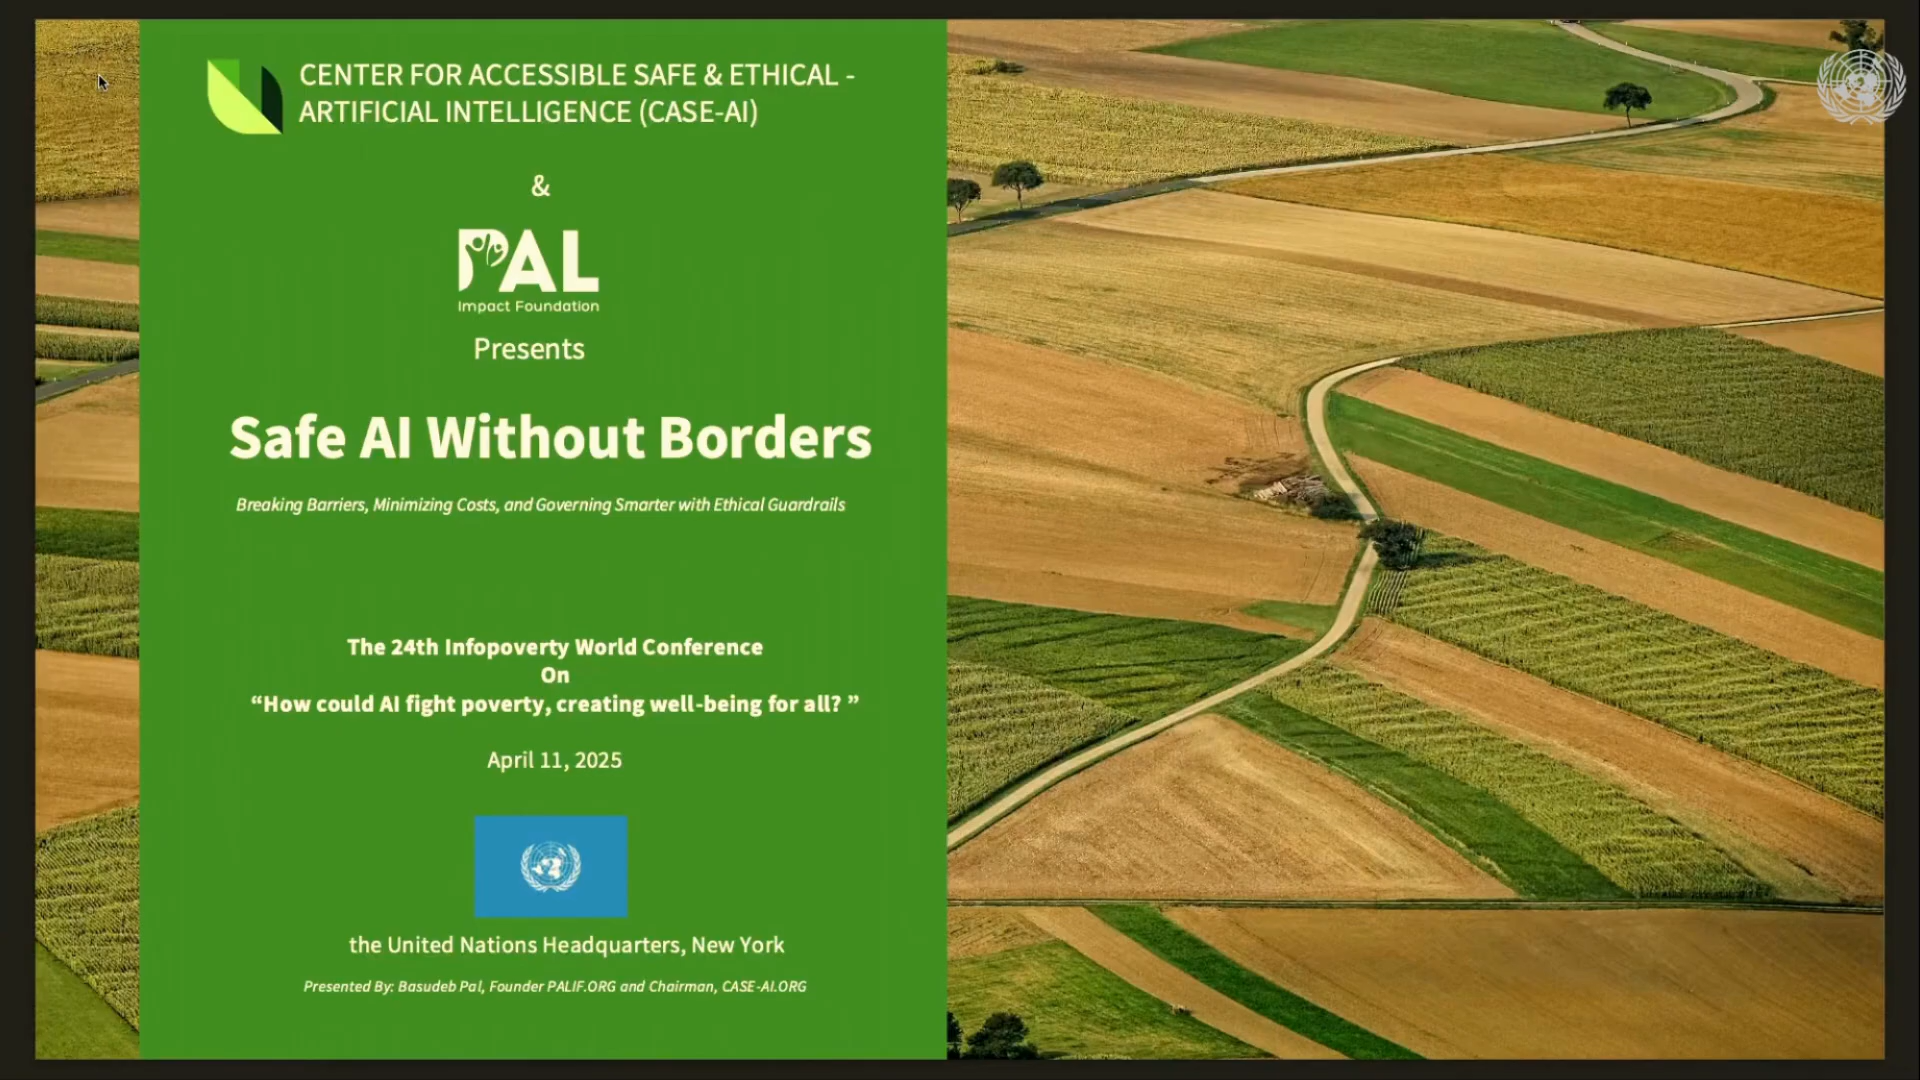 CENTER FOR ACCESSIBLE SAFE & ETHICAL -
ARTIFICIAL INTELLIGENCE (CASE-AI)
&
PAL
Impact Foundation
Presents
Safe AI Without Borders
Breaking Barriers, Minimizing Costs, and Governing Smarter with Ethical Guardrails
The 24th Infopoverty World Conference
On
“How could AI fight poverty, creating well-being for all? ”
April 11, 2025
the United Nations Headquarters, New York
Presented By: Basudeb Pal, Founder PALIF.ORG and Chairman, CASE-AI.ORG